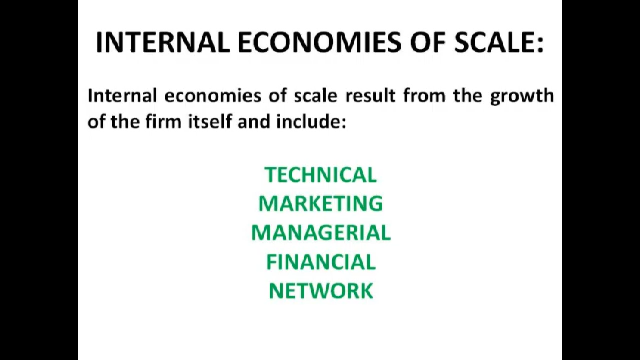 INTERNAL ECONOMIES OF SCALE:
Internal economies of scale result from the growth
of the firm itself and include:
TECHNICAL
MARKETING
MANAGERIAL
FINANCIAL
NETWORK